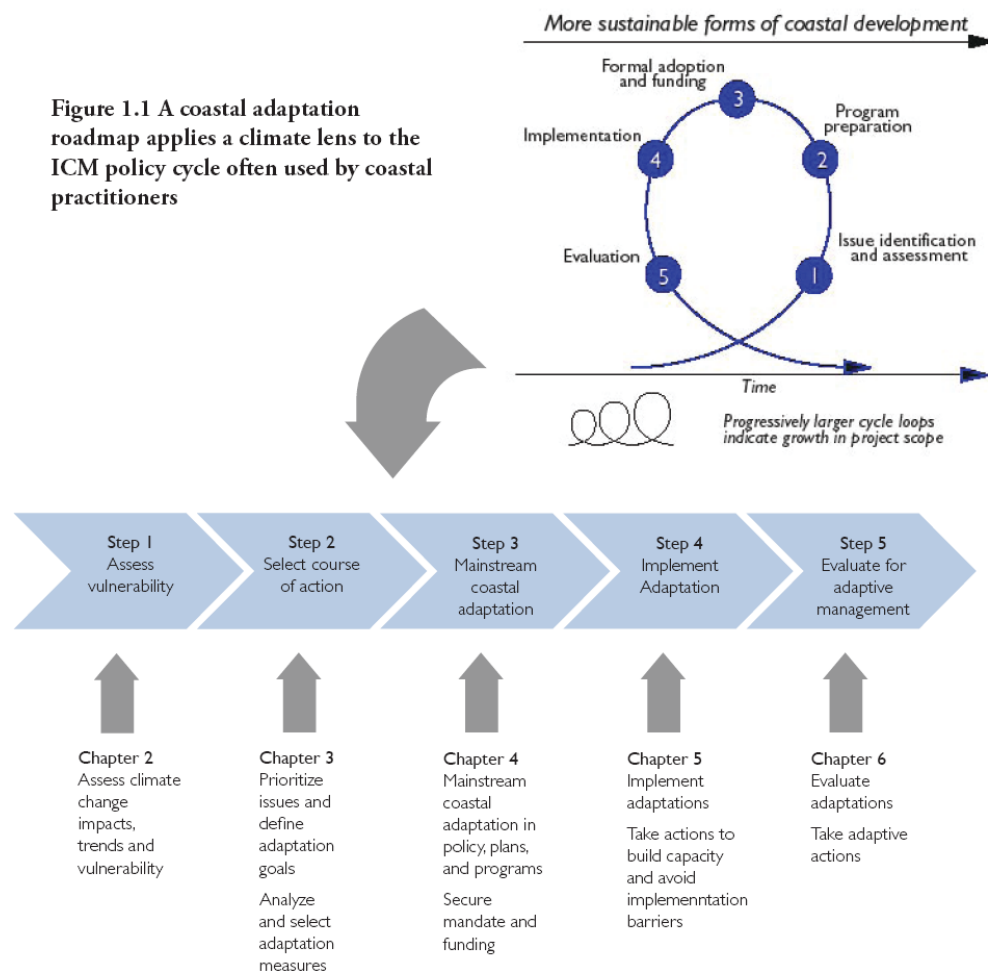 More sustainable forms of coastal development
Figure 1.1 A coastal adaptation
roadmap applies a climate lens to the
ICM policy cycle often used by coastal
practitioners
Formal adoption
and funding
3
Program
preparation
2
Implementation
4
Issue identification
and assessment
1
Evaluation
5
Time
Progressively larger cycle loops
indicate growth in project scope
Step 1
Assess
vulnerability
Step 2
Select course
of action
Step 3
Mainstream
coastal
adaptation
Step 4
Implement
Adaptation
Step 5
Evaluate for
adaptive
management
Chapter 2
Assess climate
change
impacts,
trends and
vulnerability
Chapter 3
Prioritize
issues and
define
adaptation
goals
Analyze
and select
adaptation
measures
Chapter 4
Mainstream
coastal
adaptation in
policy, plans,
and programs
Secure
mandate and
funding
Chapter 5
Implement
adaptations
Take actions to
build capacity
and avoid
implemenntation
barriers
Chapter 6
Evaluate
adaptations
Take adaptive
actions